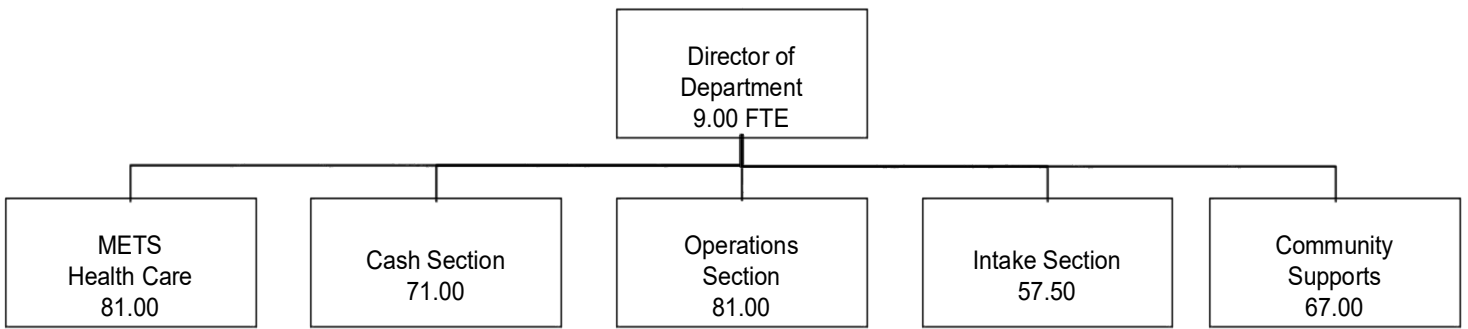 Director of
Department
9.00 FTE
METS
Health Care
81.00
Cash Section
71.00
Operations
Section
81.00
Intake Section
57.50
Community
Supports
67.00